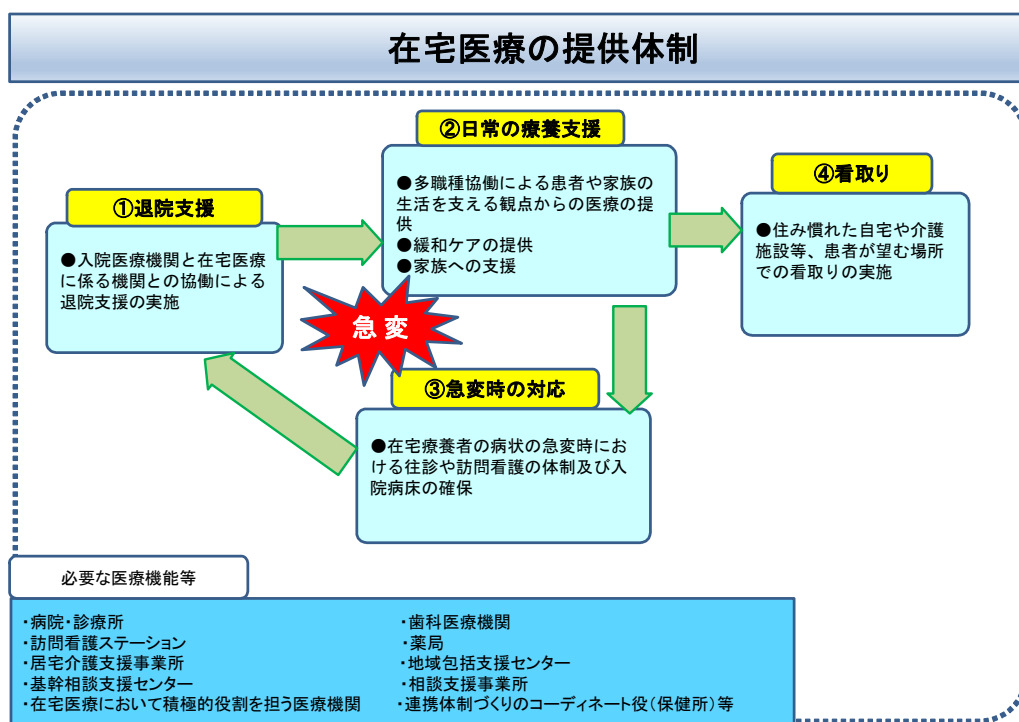 在宅医療の提供体制
①退院支援
●入院医療機関と在宅医療
に係る機関との協働による
退院支援の実施
②日常の療養支援
●多職種協働による患者や家族の
生活を支える観点からの医療の提
供
●緩和ケアの提供
●家族への支援
④看取り
●住み慣れた自宅や介護
施設等、患者が望む場所
での看取りの実施
急変
③急変時の対応
●在宅療養者の病状の急変時にお
ける往診や訪問看護の体制及び入
院病床の確保
必要な医療機能等
・病院・診療所
・訪問看護ステーション
・居宅介護支援事業所
・基幹相談支援センター
・在宅医療において積極的役割を担う医療機関
・歯科医療機関
・薬局
・地域包括支援センター
・相談支援事業所
・連携体制づくりのコーディネート役(保健所)等